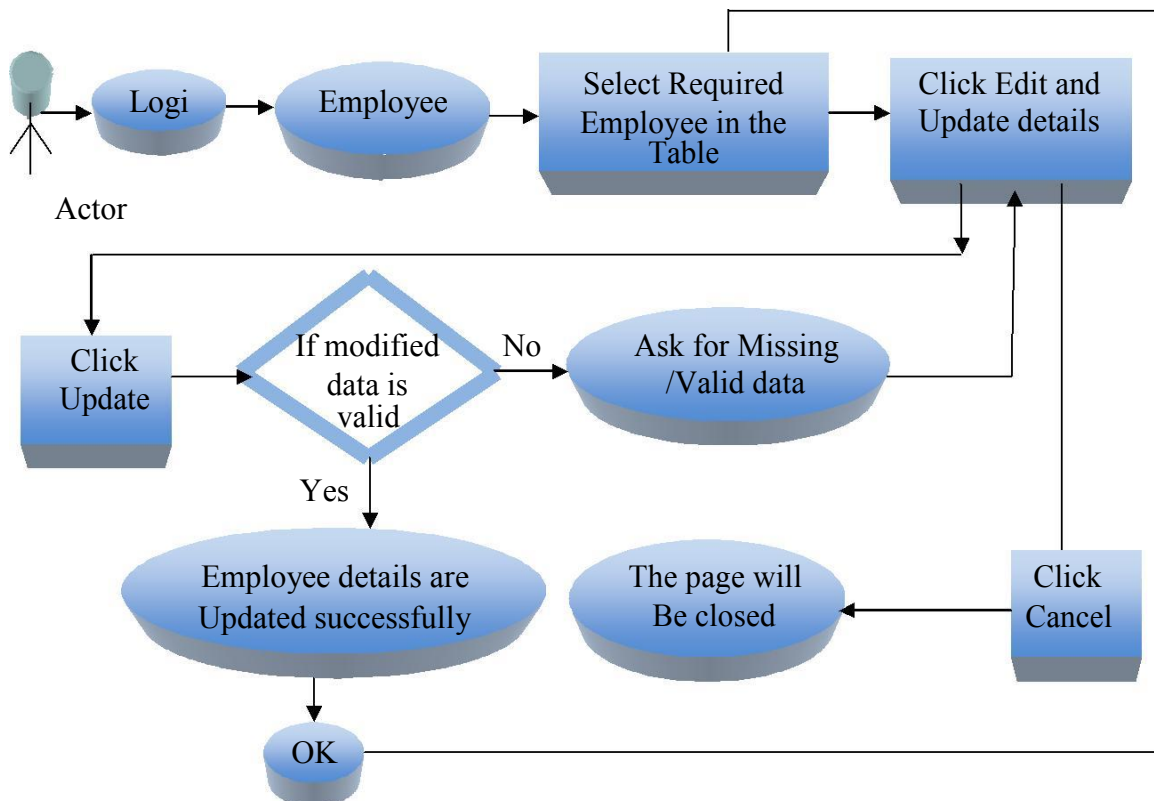 Logi
Employee
Select Required
Employee in the
Table
Click Edit and
Update details
Actor
Click
Update
If modified
data is
valid
No
Ask for Missing
/Valid data
Yes
Employee details are
Updated successfully
The page will
Be closed
Click
Cancel
OK